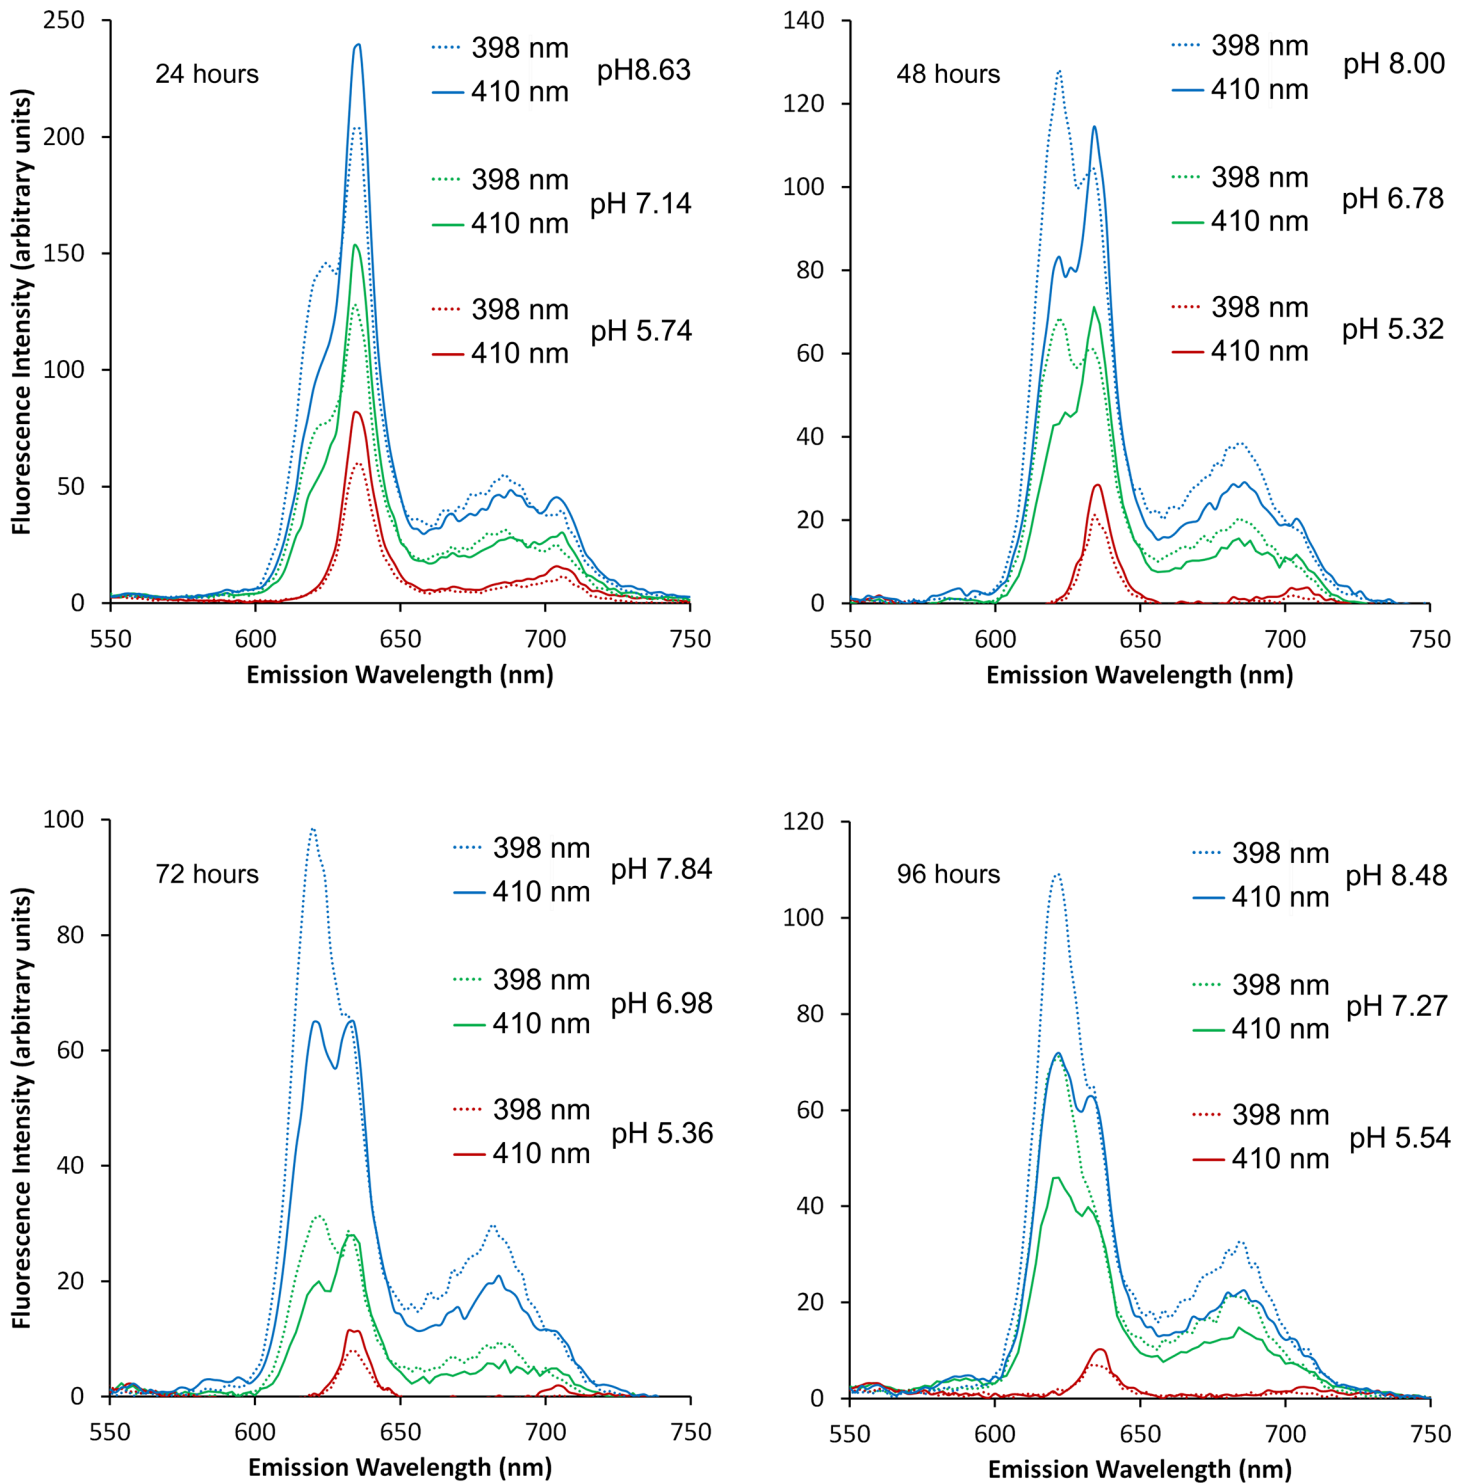 Fluorescence Intensity (arbitrary units)
250
200
150
100
50
0
550 600 650 700 750
Emission Wavelength (nm)
24 hours
398 nm
410 nm
pH8.63
398 nm
410 nm
pH 7.14
398 nm
410 nm
pH 5.74
140
120
100
80
60
40
20
0
550 600 650 700 750
Emission Wavelength (nm)
48 hours
398 nm
410 nm
pH 8.00
398 nm
410 nm
pH 6.78
398 nm
410 nm
pH 5.32
Fluorescence Intensity (arbitrary units)
100
80
60
40
20
0
550 600 650 700 750
Emission Wavelength (nm)
72 hours
398 nm
410 nm
pH 7.84
398 nm
410 nm
pH 6.98
398 nm
410 nm
pH 5.36
120
100
80
60
40
20
0
550 600 650 700 750
Emission Wavelength (nm)
96 hours
398 nm
410 nm
pH 8.48
398 nm
410 nm
pH 7.27
398 nm
410 nm
pH 5.54